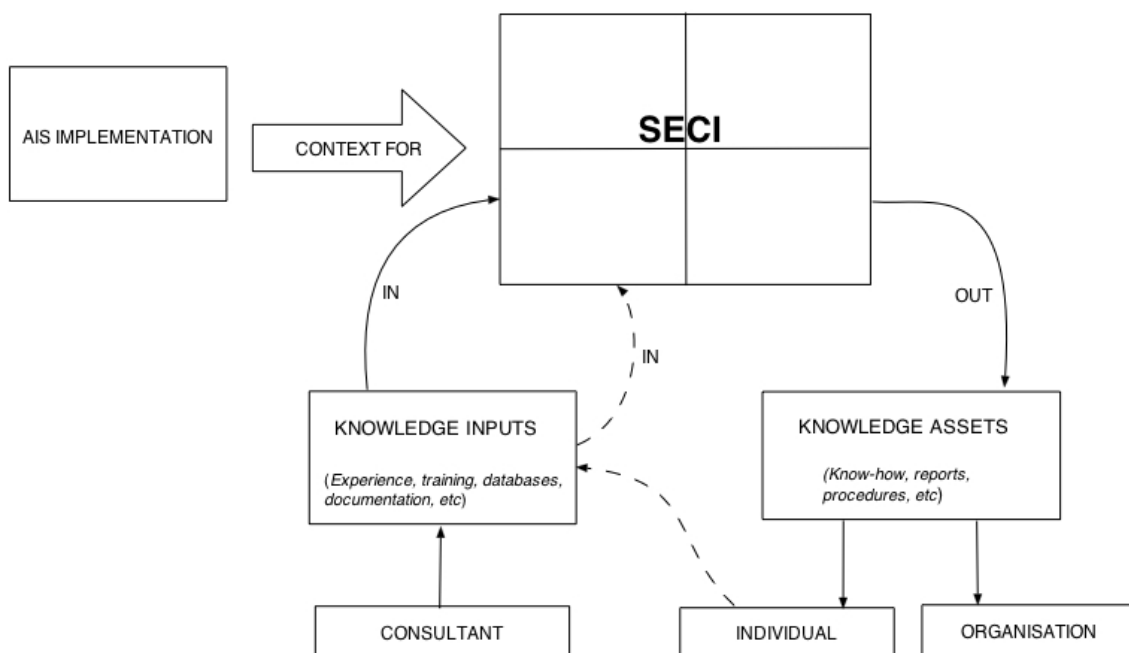 SECI
AIS IMPLEMENTATION
CONTEXT FOR
IN
OUT
IN
KNOWLEDGE INPUTS
(Experience, training, databases,
documentation, etc)
KNOWLEDGE ASSETS
(Know-how, reports,
procedures, etc)
CONSULTANT
INDIVIDUAL
ORGANISATION